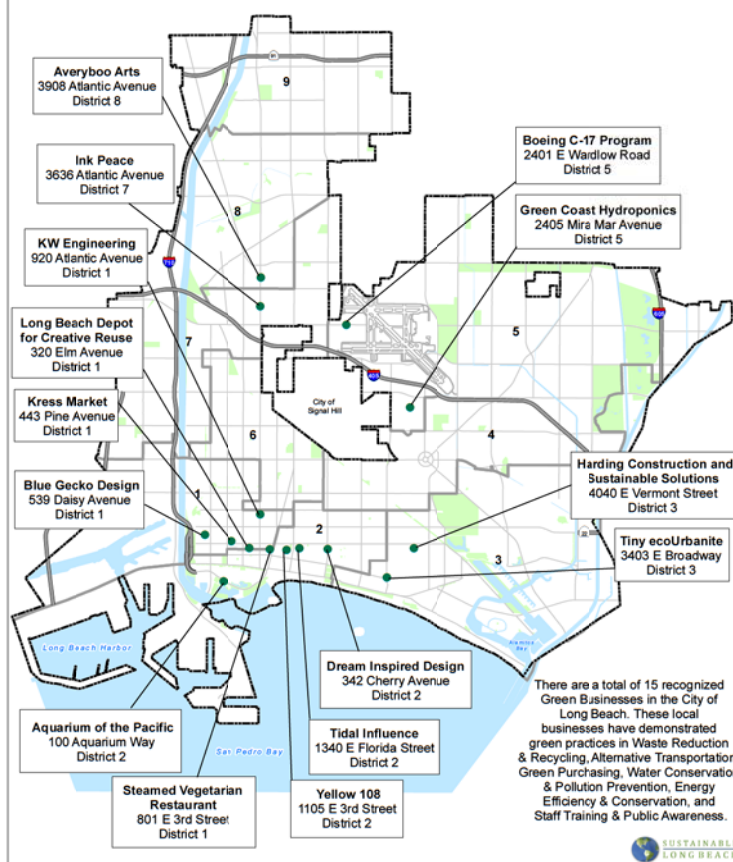 Averyboo Arts
3908 Atlantic Avenue
District 8
Ink Peace
3636 Atlantic Avenue
District 7
KW Engineering
920 Atlantic Avenue
District 1
Long Beach Depot
for Creative Reuse
320 Elm Avenue
District 1
Kress Market
443 Pine Avenue
District 1
Blue Gecko Design
539 Daisy Avenue
District 1
Boeing C-17 Program
2401 E Wardlow Road
District 5
Green Coast Hydroponics
2405 Mira Mar Avenue
District 5
91
9
8
710
7
5
405
605
City of
Signal Hill
6
4
1
2
3
22
Harding Construction and
Sustainable Solutions
4040 E Vermont Street
District 3
Tiny ecoUrbanite
3403 E Broadway
District 3
Long Beach Harbor
Alamitos
Bay
San Pedro Bay
Aquarium of the Pacific
100 Aquarium Way
District 2
Steamed Vegetarian
Restaurant
801 E 3rd Street
District 1
Dream Inspired Design
342 Cherry Avenue
District 2
Tidal Influence
1340 E Florida Street
District 2
Yellow 108
1105 E 3rd Street
District 2
There are a total of 15 recognized
Green Businesses in the City of
Long Beach. These local
businesses have demonstrated
green practices in Waste Reduction
& Recycling, Alternative Transportation
Green Purchasing, Water Conservatio
& Pollution Prevention, Energy
Efficiency & Conservation, and
Staff Training & Public Awareness.
SUSTAINABLE
LONG BEACH